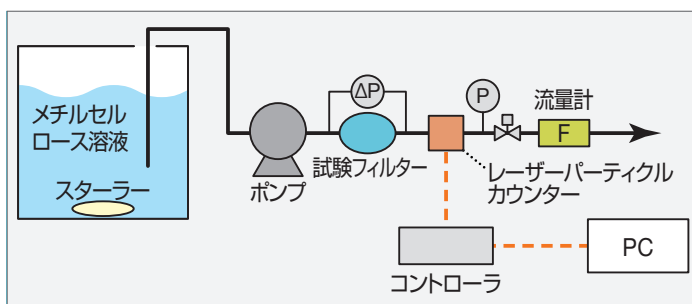 メチルセル
ロース溶液
スターラー
ポンプ
ΔP
試験フィルター
P
流量計
F
レーザーパーティクル
カウンター
コントローラ
PC